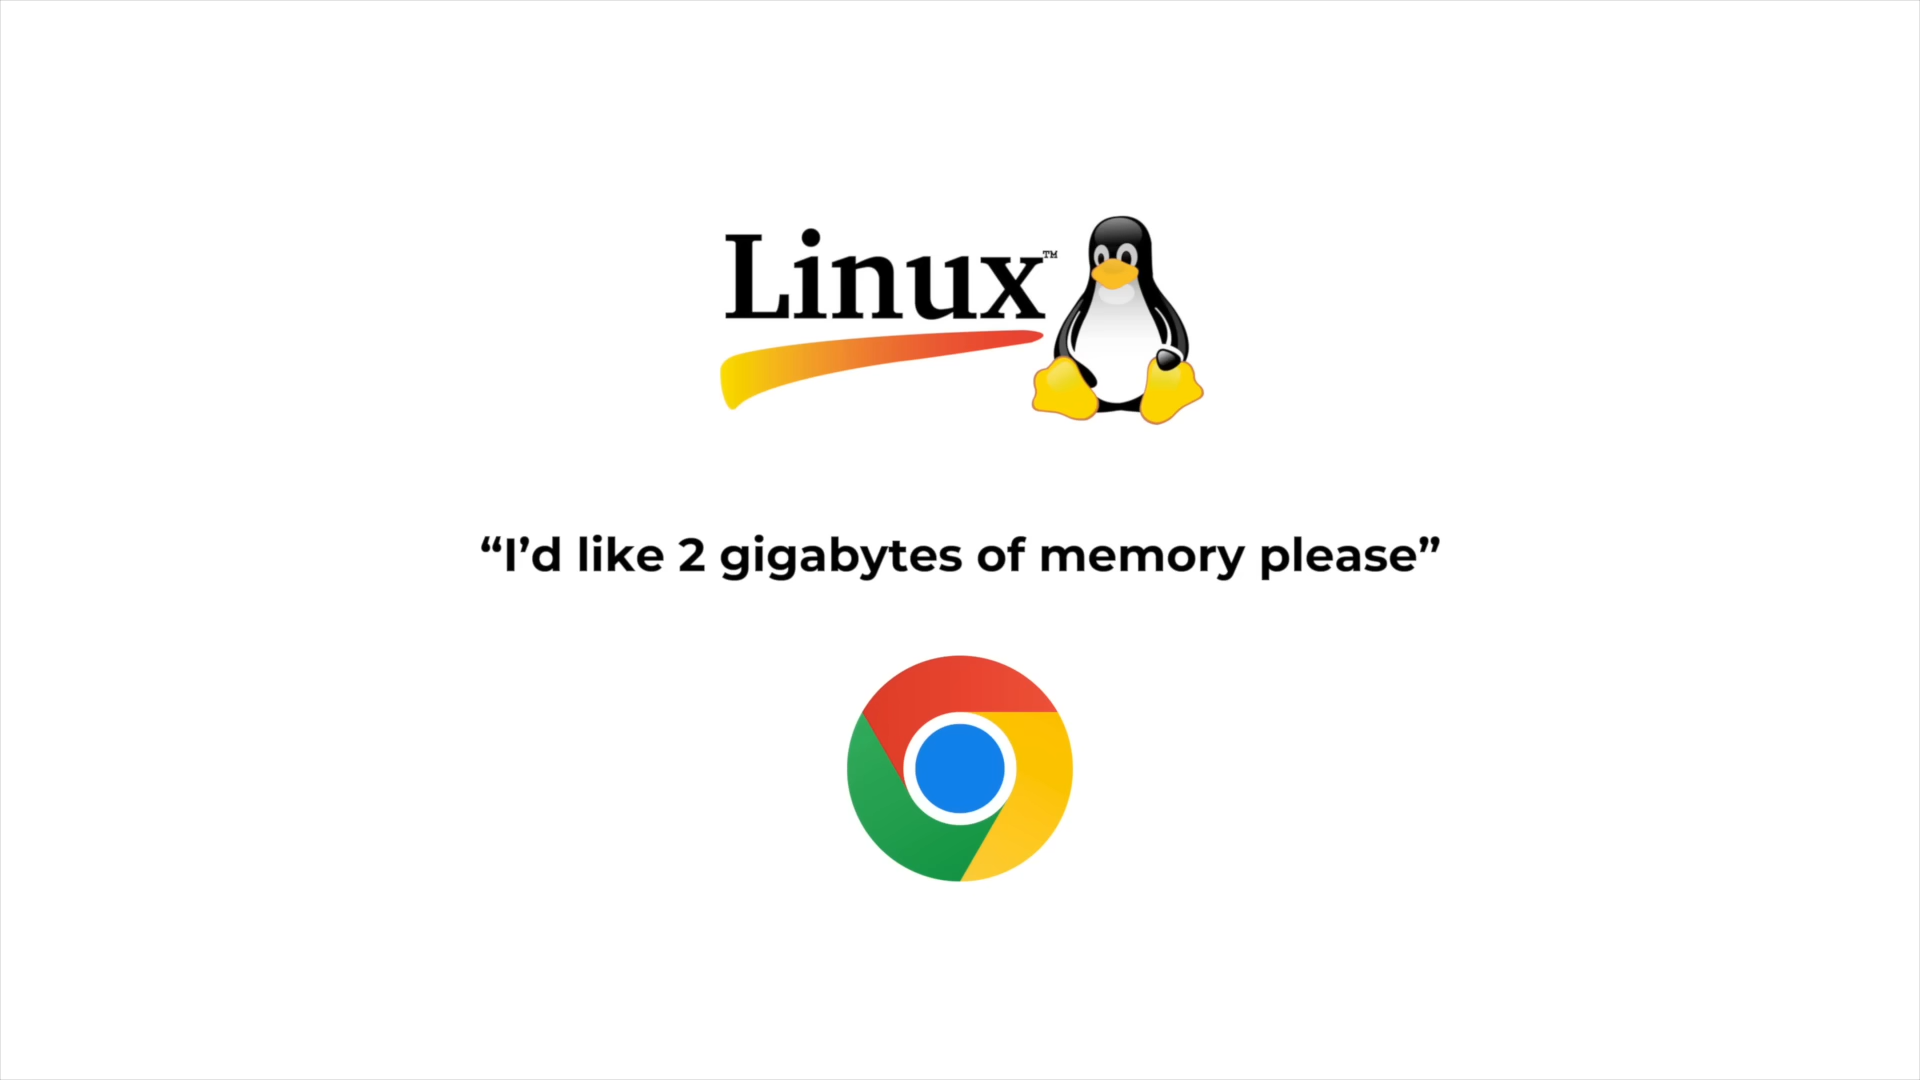 Linux™
“I’d like 2 gigabytes of memory please”